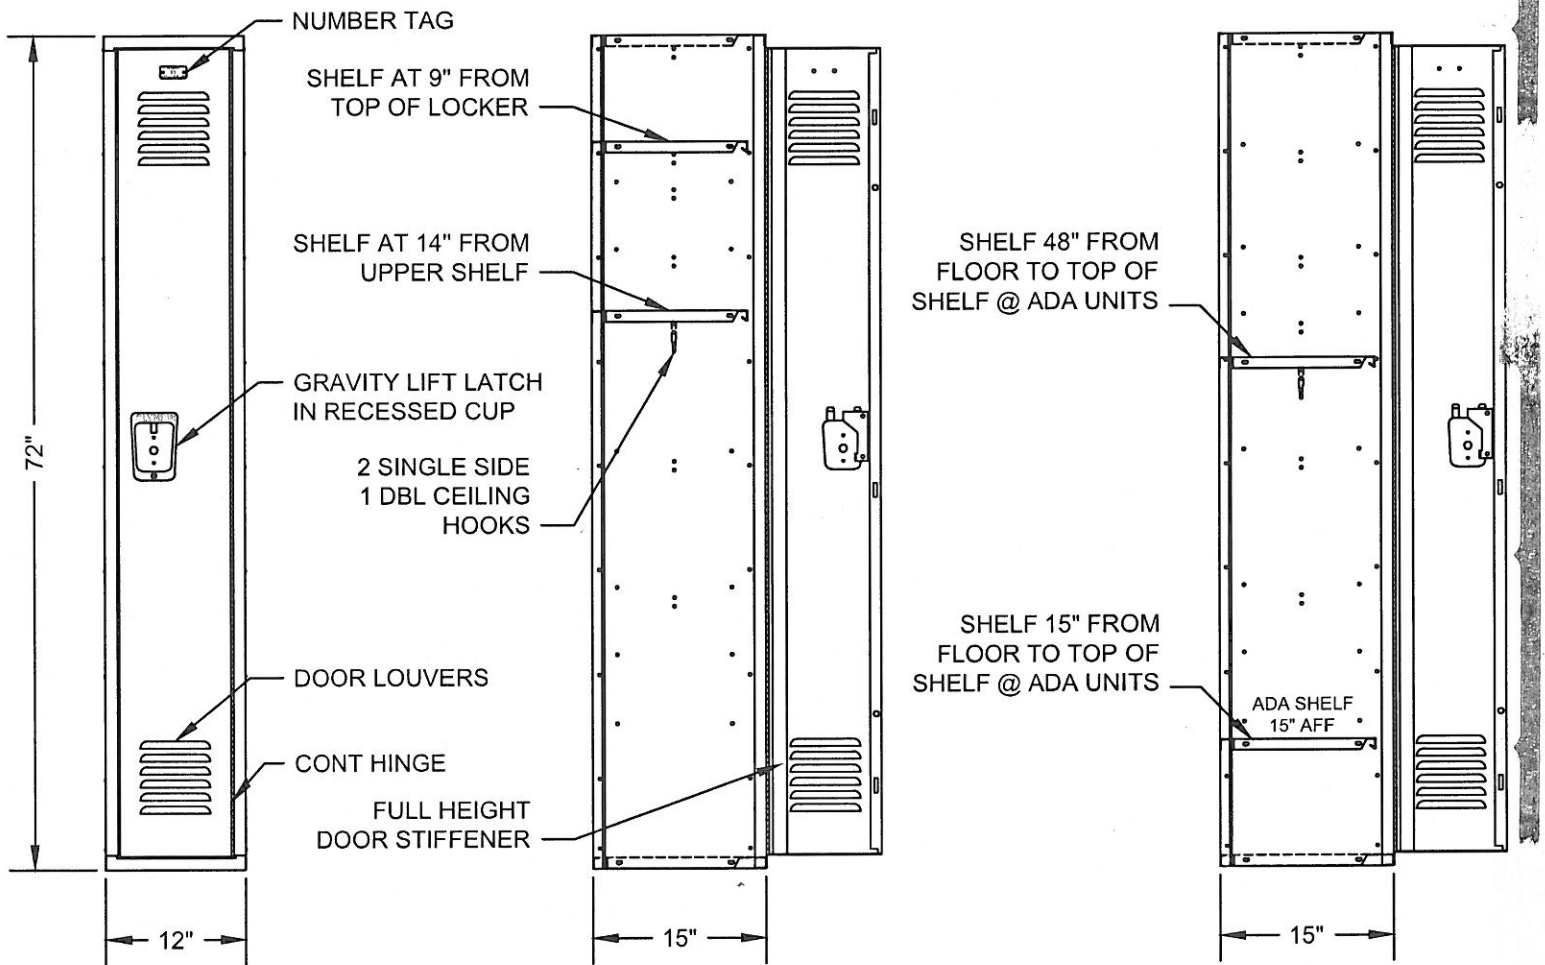 NUMBER TAG
SHELF AT 9" FROM
TOP OF LOCKER
SHELF AT 14" FROM
UPPER SHELF
GRAVITY LIFT LATCH
IN RECESSED CUP
2 SINGLE SIDE
1 DBL CEILING
HOOKS
72"
DOOR LOUVERS
CONT HINGE
FULL HEIGHT
DOOR STIFFENER
12"
15"
SHELF 48" FROM
FLOOR TO TOP OF
SHELF @ ADA UNITS
SHELF 15" FROM
FLOOR TO TOP OF
SHELF @ ADA UNITS
ADA SHELF
15" AFF
15"